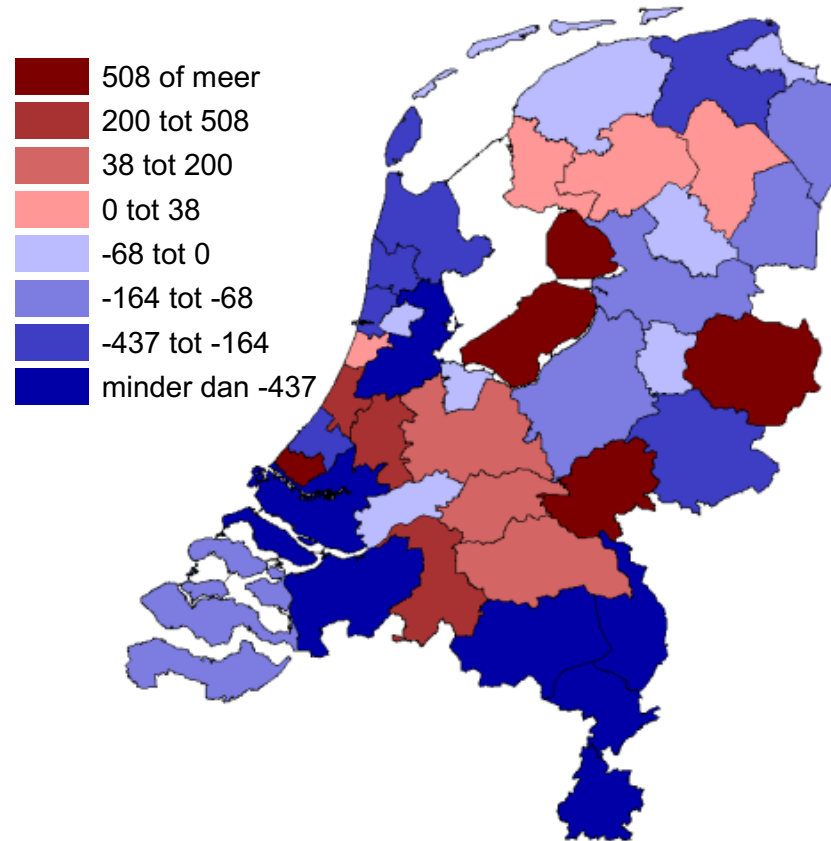 508 of meer
200 tot 508
38 tot 200
0 tot 38
-68 tot 0
-164 tot -68
-437 tot -164
minder dan -437